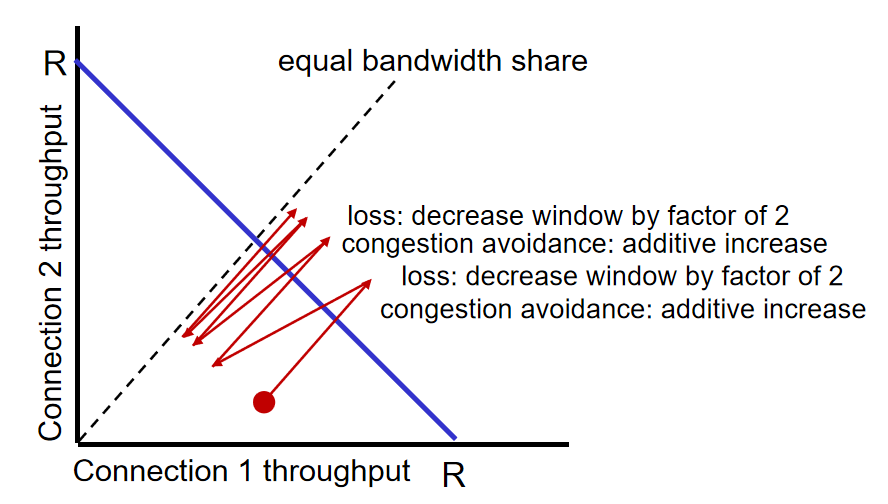 R
equal bandwidth share
Connection 2 throughput
loss: decrease window by factor of 2
congestion avoidance: additive increase
loss: decrease window by factor of 2
congestion avoidance: additive increase
Connection 1 throughput
R